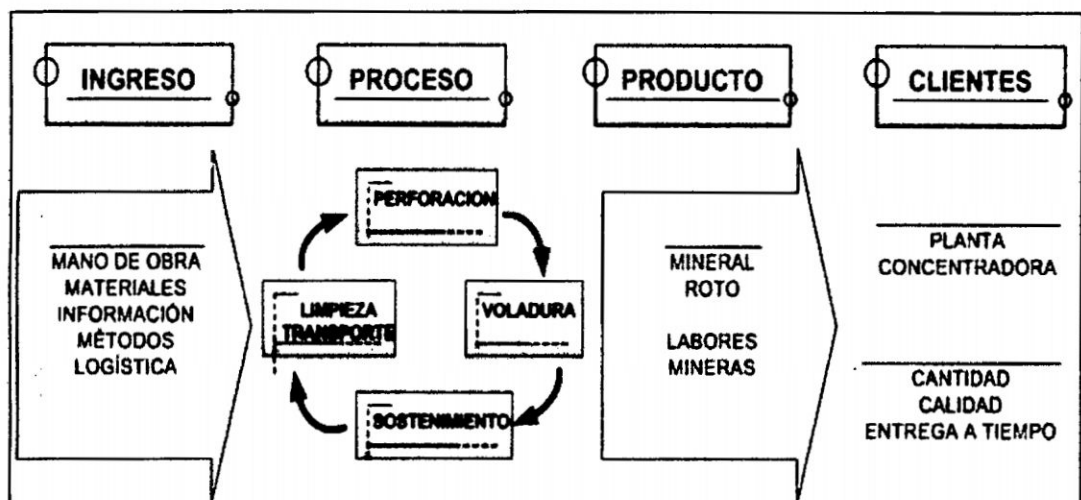 INGRESO
PROCESO
PRODUCTO
CLIENTES
MANO DE OBRA
MATERIALES
INFORMACIÓN
MÉTODOS
LOGÍSTICA
PERFORACION
VOLADURA
SOSTENIMIENTO
LIMPIEZA
TRANSPORTE
MINERAL
ROTO
LABORES
MINERAS
PLANTA
CONCENTRADORA
CANTIDAD
CALIDAD
ENTREGA A TIEMPO